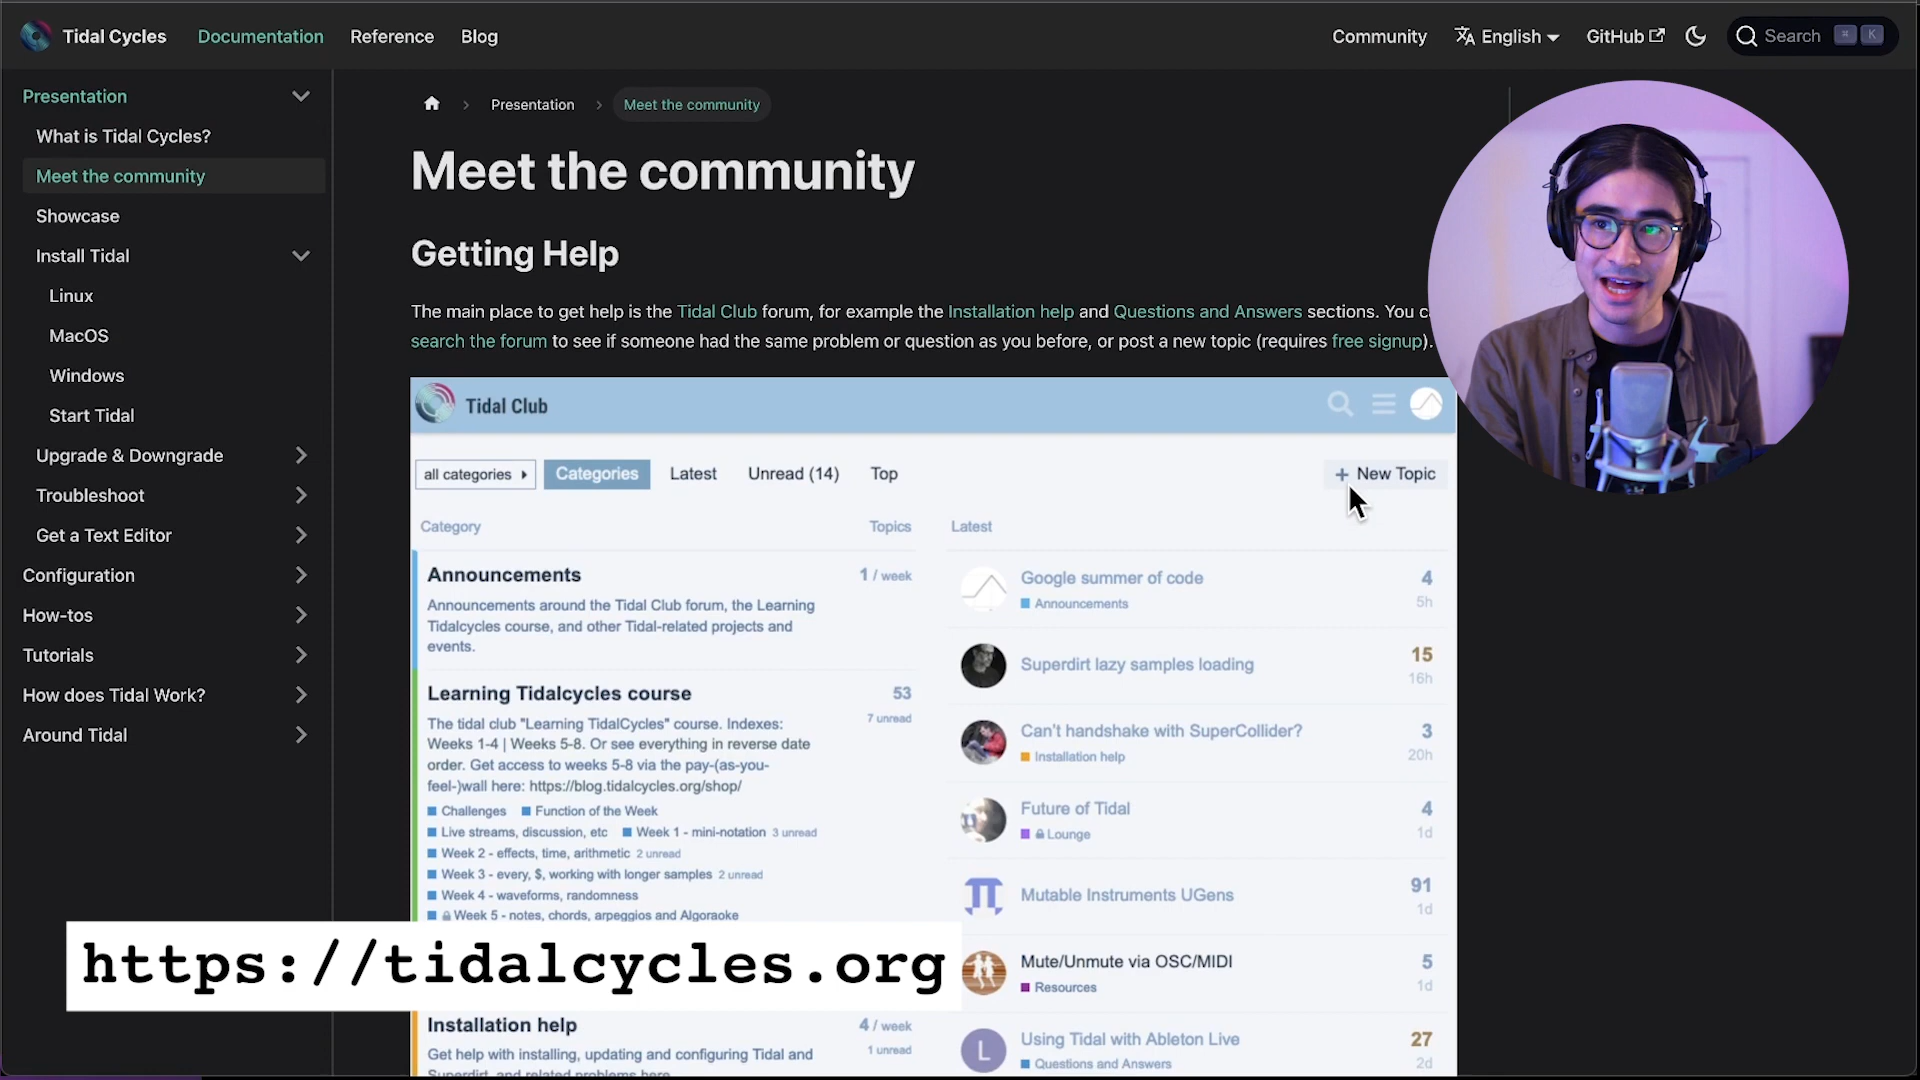 Tidal Cycles
Documentation
Reference
Blog
Community
English
GitHub
Search
K
Presentation
What is Tidal Cycles?
Meet the community
Showcase
Install Tidal
Linux
MacOS
Windows
Start Tidal
Upgrade & Downgrade
Troubleshoot
Get a Text Editor
Configuration
How-tos
Tutorials
How does Tidal Work?
Around Tidal
Presentation
Meet the community
Meet the community
Getting Help
The main place to get help is the Tidal Club forum, for example the Installation help and Questions and Answers sections. You
search the forum to see if someone had the same problem or question as you before, or post a new topic (requires free signup).
Tidal Club
all categories
Categories
Latest
Unread (14)
Top
+ New Topic
Category
Topics
Announcements
1 / week
Announcements around the Tidal Club forum, the Learning
Tidalcycles course, and other Tidal-related projects and
events.
Learning Tidalcycles course
53
7 unread
The tidal club "Learning TidalCycles" course. Indexes:
Weeks 1-4 | Weeks 5-8. Or see everything in reverse date
order. Get access to weeks 5-8 via the pay-(as-you-
feel-)wall here: https://blog.tidalcycles.org/shop/
Challenges
Function of the Week
Live streams, discussion, etc
Week 1 - mini-notation 3 unread
Week 2 - effects, time, arithmetic 2 unread
Week 3 - every, $, working with longer samples 2 unread
Week 4 - waveforms, randomness
Week 5 - notes, chords, arpeggios and Algoraoke
Installation help
4 / week
1 unread
Get help with installing, updating and configuring Tidal and
Superdirt, and related problems here
Latest
Google summer of code
4
Announcements
5h
Superdirt lazy samples loading
15
16h
Can't handshake with SuperCollider?
3
Installation help
20h
Future of Tidal
4
Lounge
1d
Mutable Instruments UGens
91
1d
Mute/Unmute via OSC/MIDI
5
Resources
1d
L
Using Tidal with Ableton Live
27
Questions and Answers
2d
https://tidalcycles.org